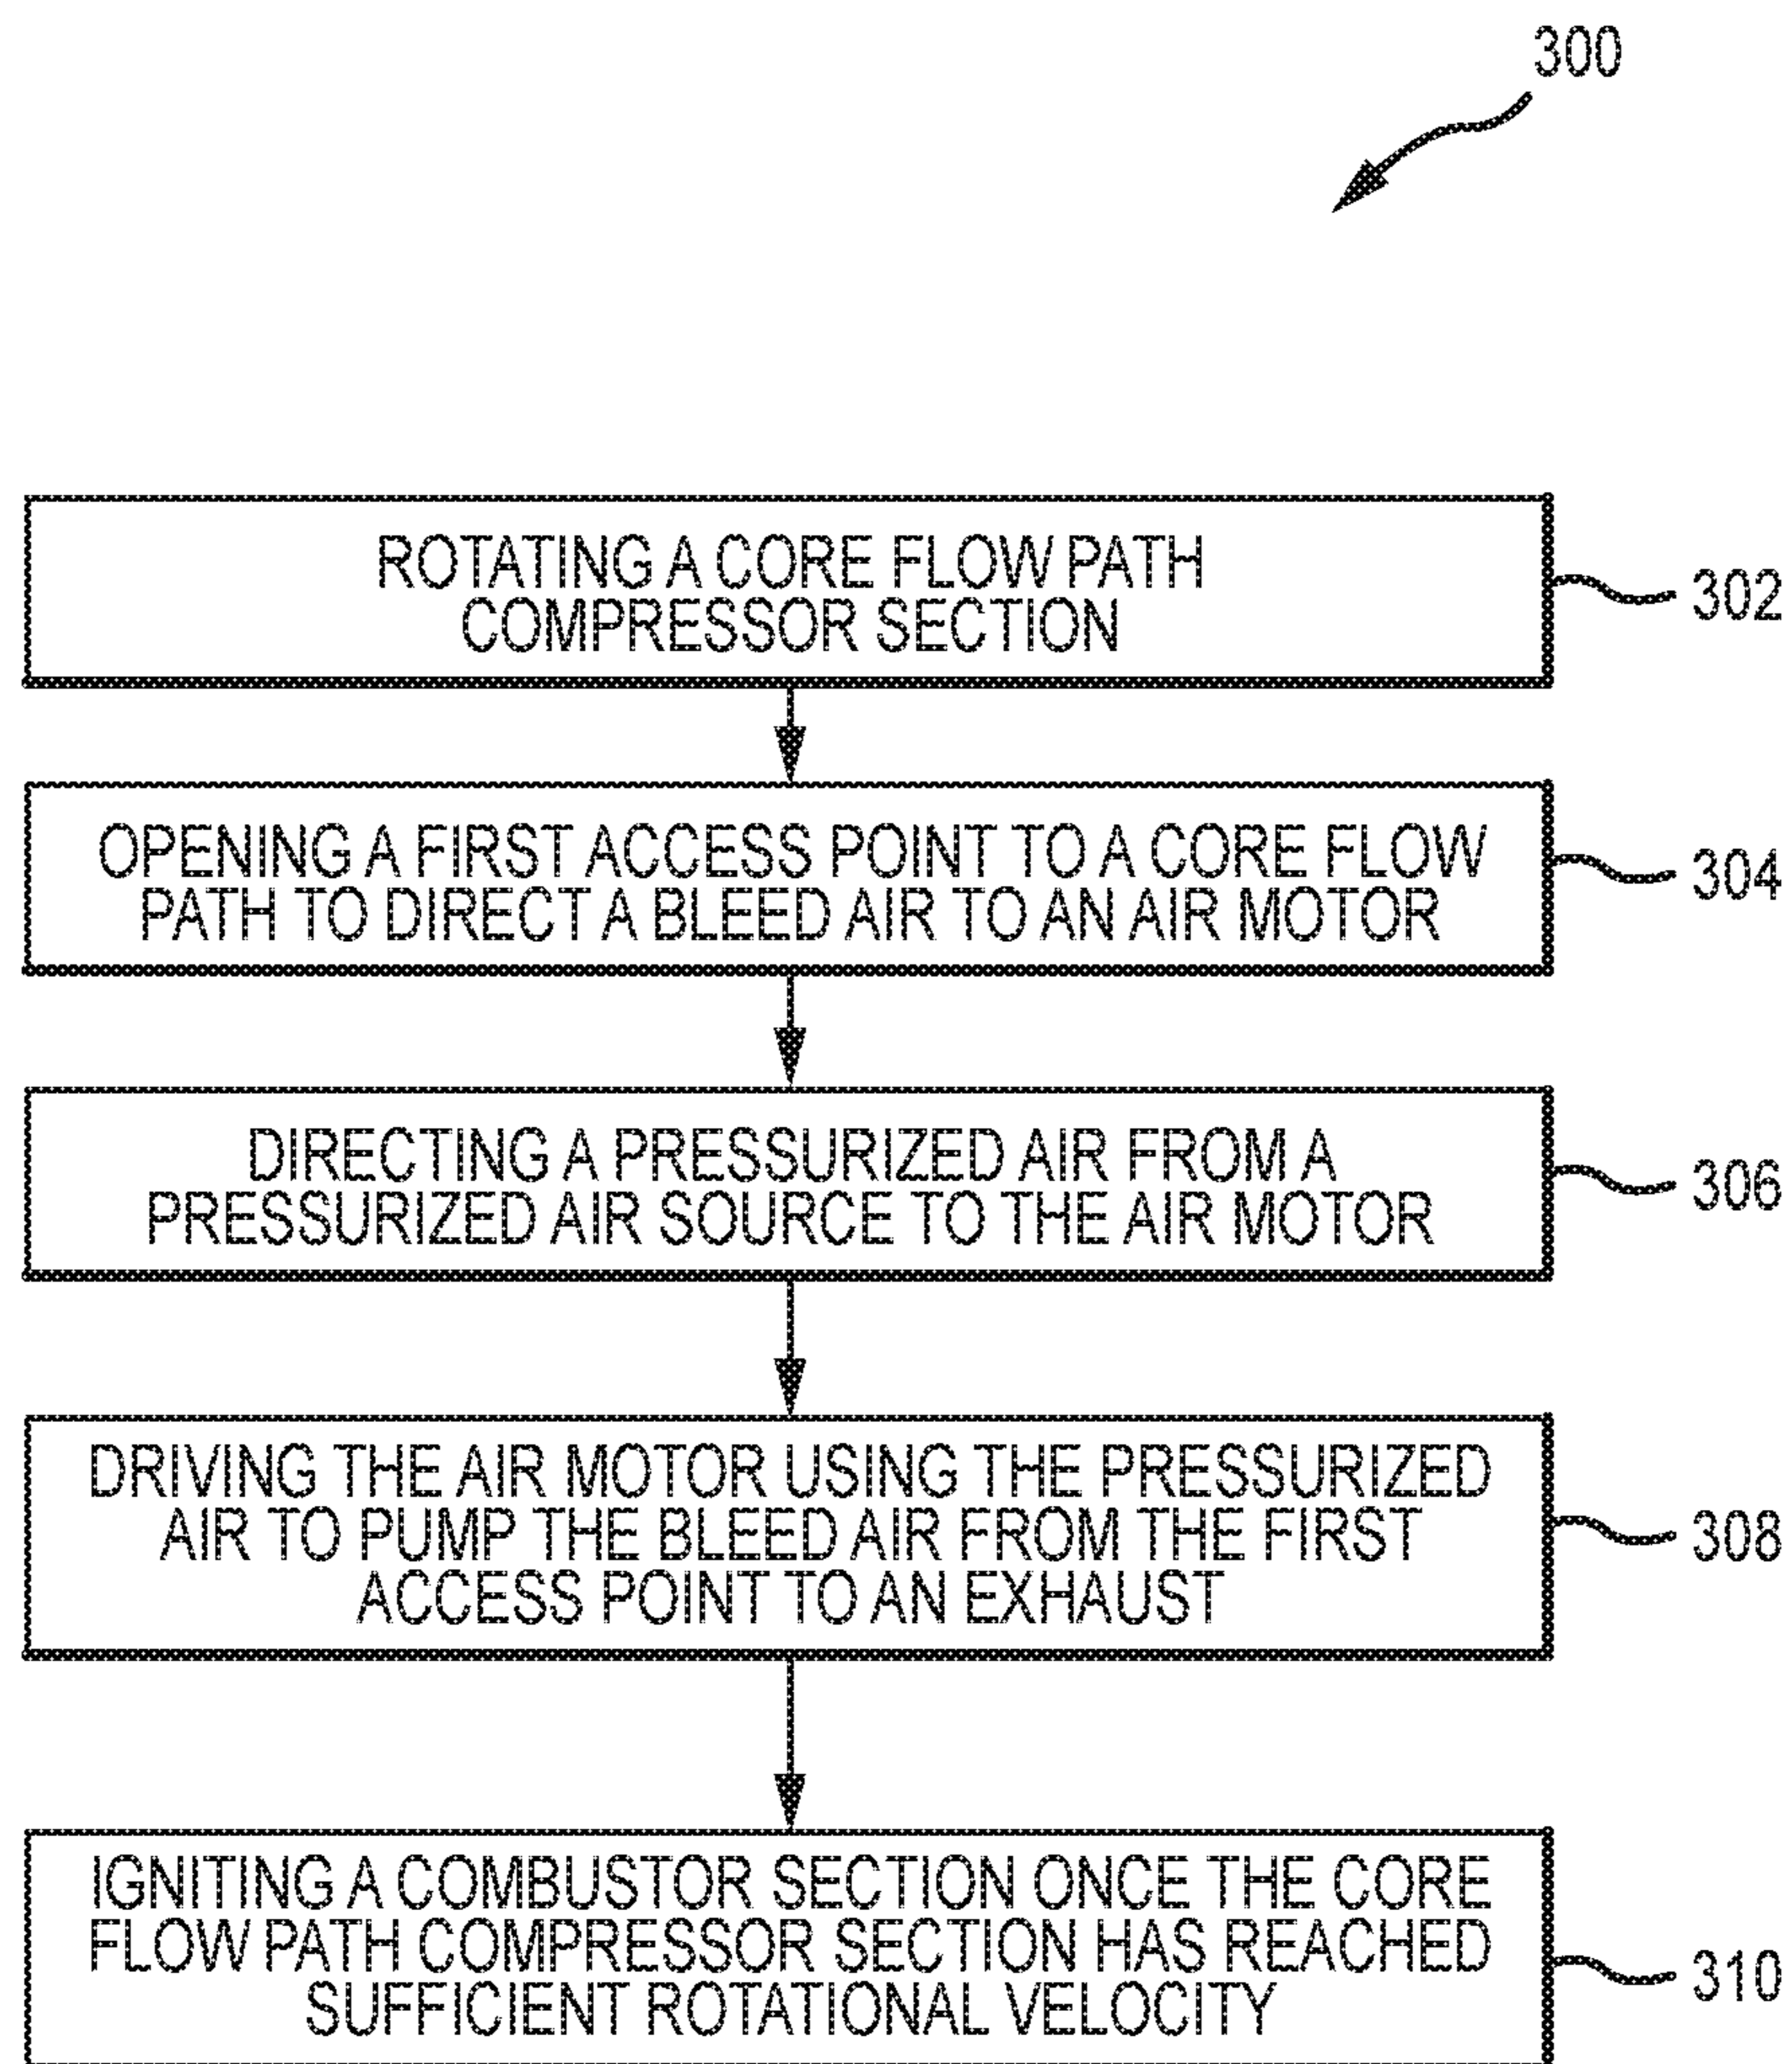 300
ROTATING A CORE FLOW PATH
COMPRESSOR SECTION
302
OPENING A FIRST ACCESS POINT TO A CORE FLOW
PATH TO DIRECT A BLEED AIR TO AN AIR MOTOR
304
DIRECTING A PRESSURIZED AIR FROM A
PRESSURIZED AIR SOURCE TO THE AIR MOTOR
306
DRIVING THE AIR MOTOR USING THE PRESSURIZED
AIR TO PUMP THE BLEED AIR FROM THE FIRST
ACCESS POINT TO AN EXHAUST
308
IGNITING A COMBUSTOR SECTION ONCE THE CORE
FLOW PATH COMPRESSOR SECTION HAS REACHED
SUFFICIENT ROTATIONAL VELOCITY
310